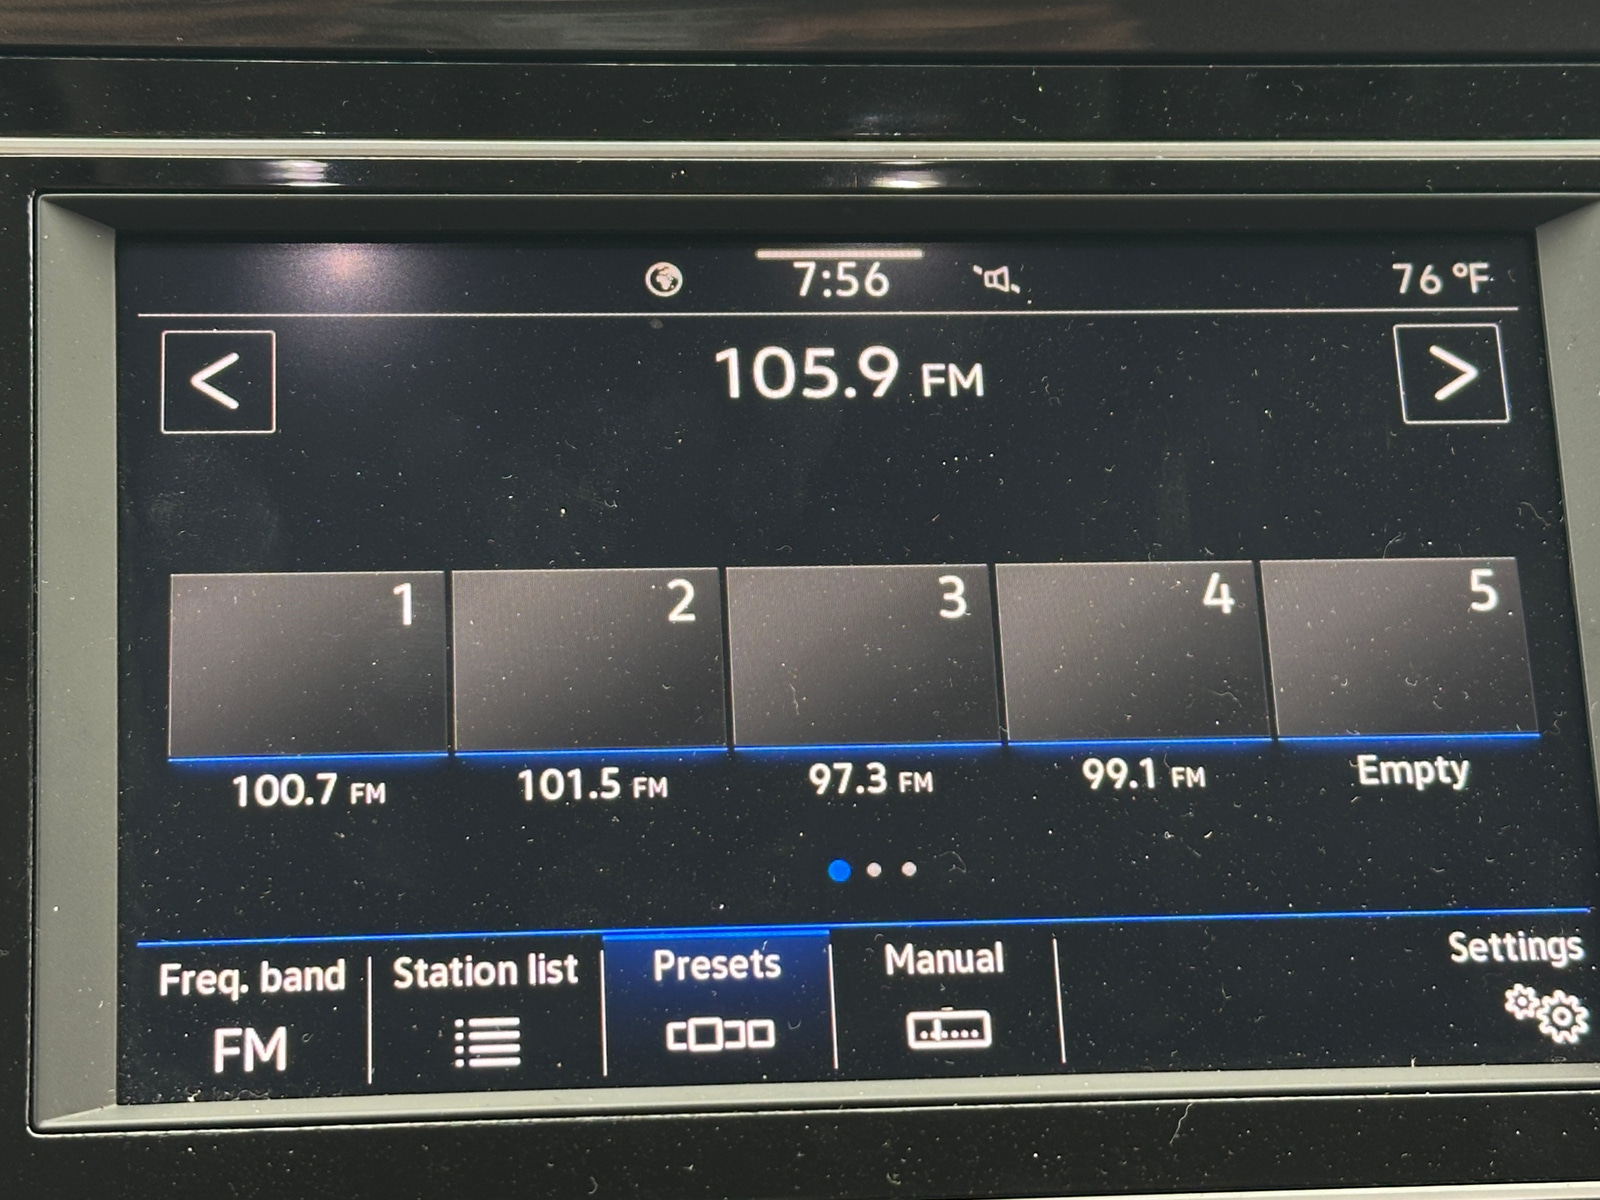 7:56
76 °F
<
105.9 FM
>
1
2
3
4
5
100.7 FM
101.5 FM
97.3 FM
99.1 FM
Empty
Freq. band
FM
Station list
Presets
Manual
Settings